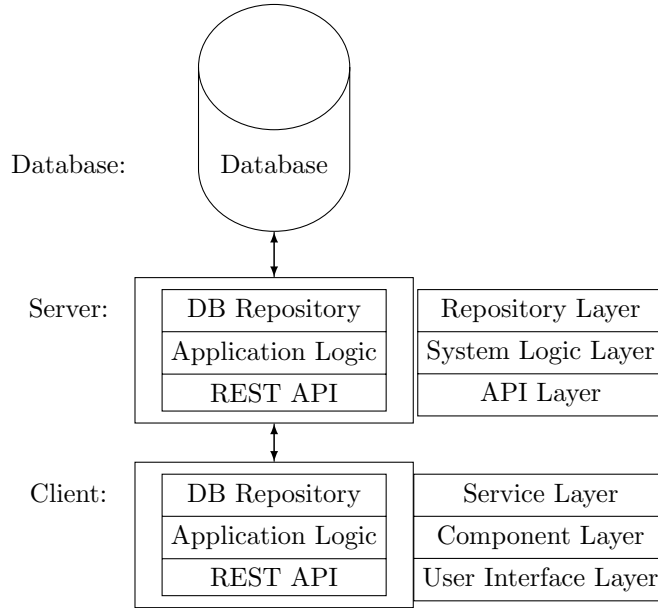 Database:
Database
Server:
DB Repository
Repository Layer
Application Logic
System Logic Layer
REST API
API Layer
Client:
DB Repository
Service Layer
Application Logic
Component Layer
REST API
User Interface Layer